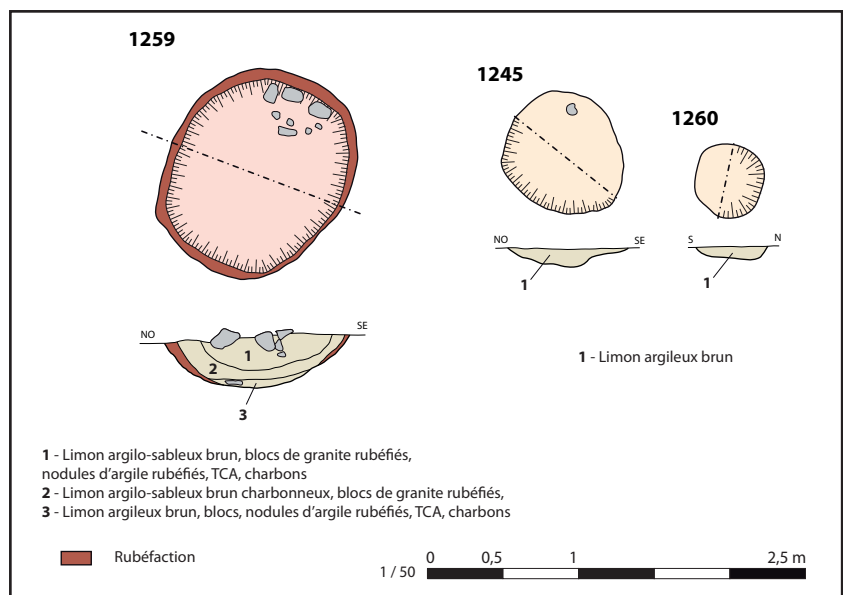 1259
1245
1260
NO
SE
S
N
1
1
NO
SE
1
2
3
1 - Limon argileux brun
1 - Limon argilo-sableux brun, blocs de granite rubéfiés,
nodules d'argile rubéfiés, TCA, charbons
2 - Limon argilo-sableux brun charbonneux, blocs de granite rubéfiés,
3 - Limon argileux brun, blocs, nodules d'argile rubéfiés, TCA, charbons
Rubéfaction
1 / 50
0 0,5 1 2,5 m